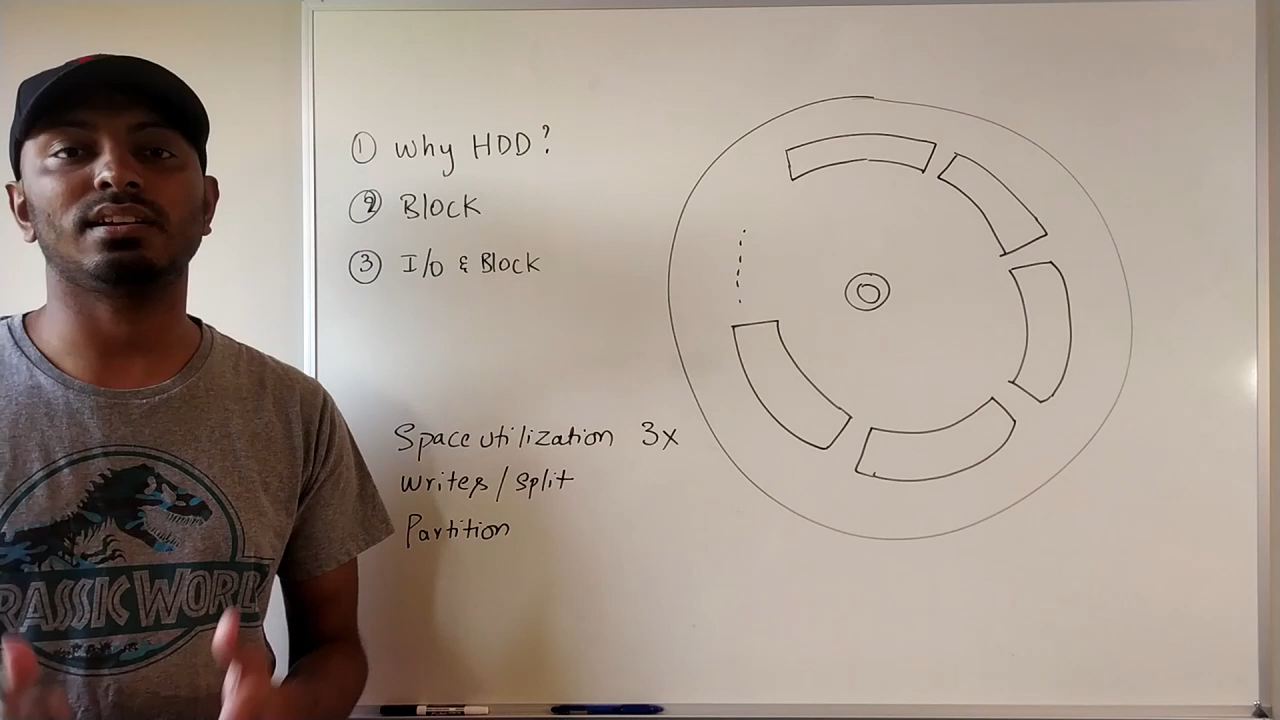 ① Why HDD?
② Block
③ I/O & Block
Space utilization 3x
Writes/Split
Partition
RASSIC WORL